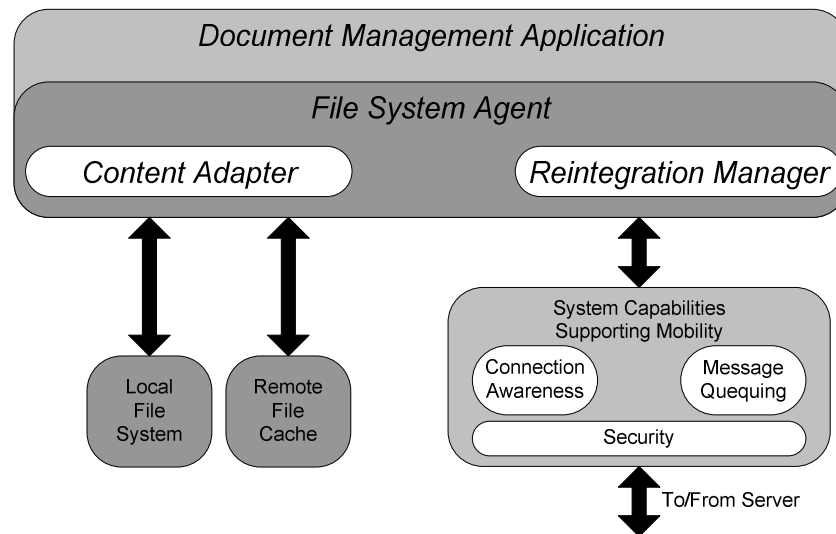 Document Management Application
File System Agent
Content Adapter
Reintegration Manager
System Capabilities
Supporting Mobility
Connection
Awareness
Message
Ququing
Security
Local
File
System
Remote
File
Cache
To/From Server